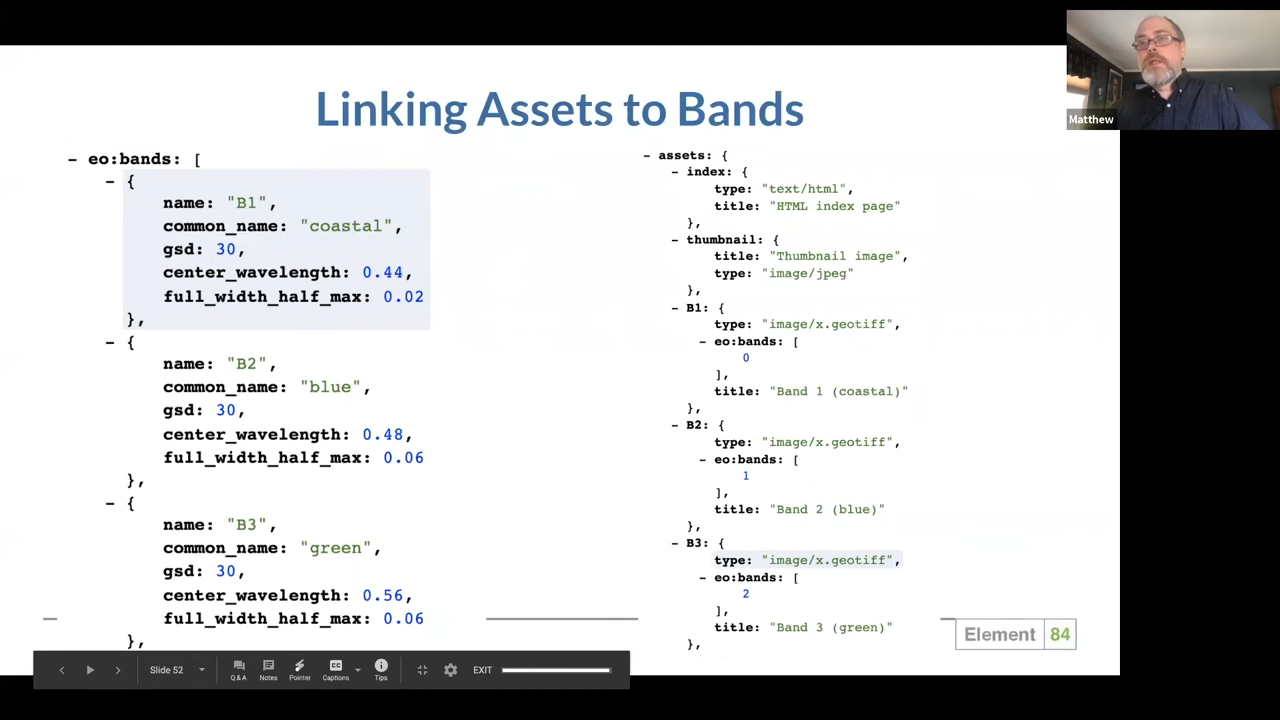 Linking Assets to Bands
Matthew
- eo:bands: [
- {
name: "B1",
common_name: "coastal",
gsd: 30,
center_wavelength: 0.44,
full_width_half_max: 0.02
},
- {
name: "B2",
common_name: "blue",
gsd: 30,
center_wavelength: 0.48,
full_width_half_max: 0.06
},
- {
name: "B3",
common_name: "green",
gsd: 30,
center_wavelength: 0.56,
full_width_half_max: 0.06
},
- assets: {
- index: {
type: "text/html",
title: "HTML index page"
},
- thumbnail: {
title: "Thumbnail image",
type: "image/jpeg"
},
- B1: {
type: "image/x.geotiff",
- eo:bands: [
0
],
title: "Band 1 (coastal)"
},
- B2: {
type: "image/x.geotiff",
- eo:bands: [
1
],
title: "Band 2 (blue)"
},
- B3: {
type: "image/x.geotiff",
- eo:bands: [
2
],
title: "Band 3 (green)"
},
Element 84
Slide 52
Q & A
Notes
Pointer
CC
Captions
Tips
EXIT